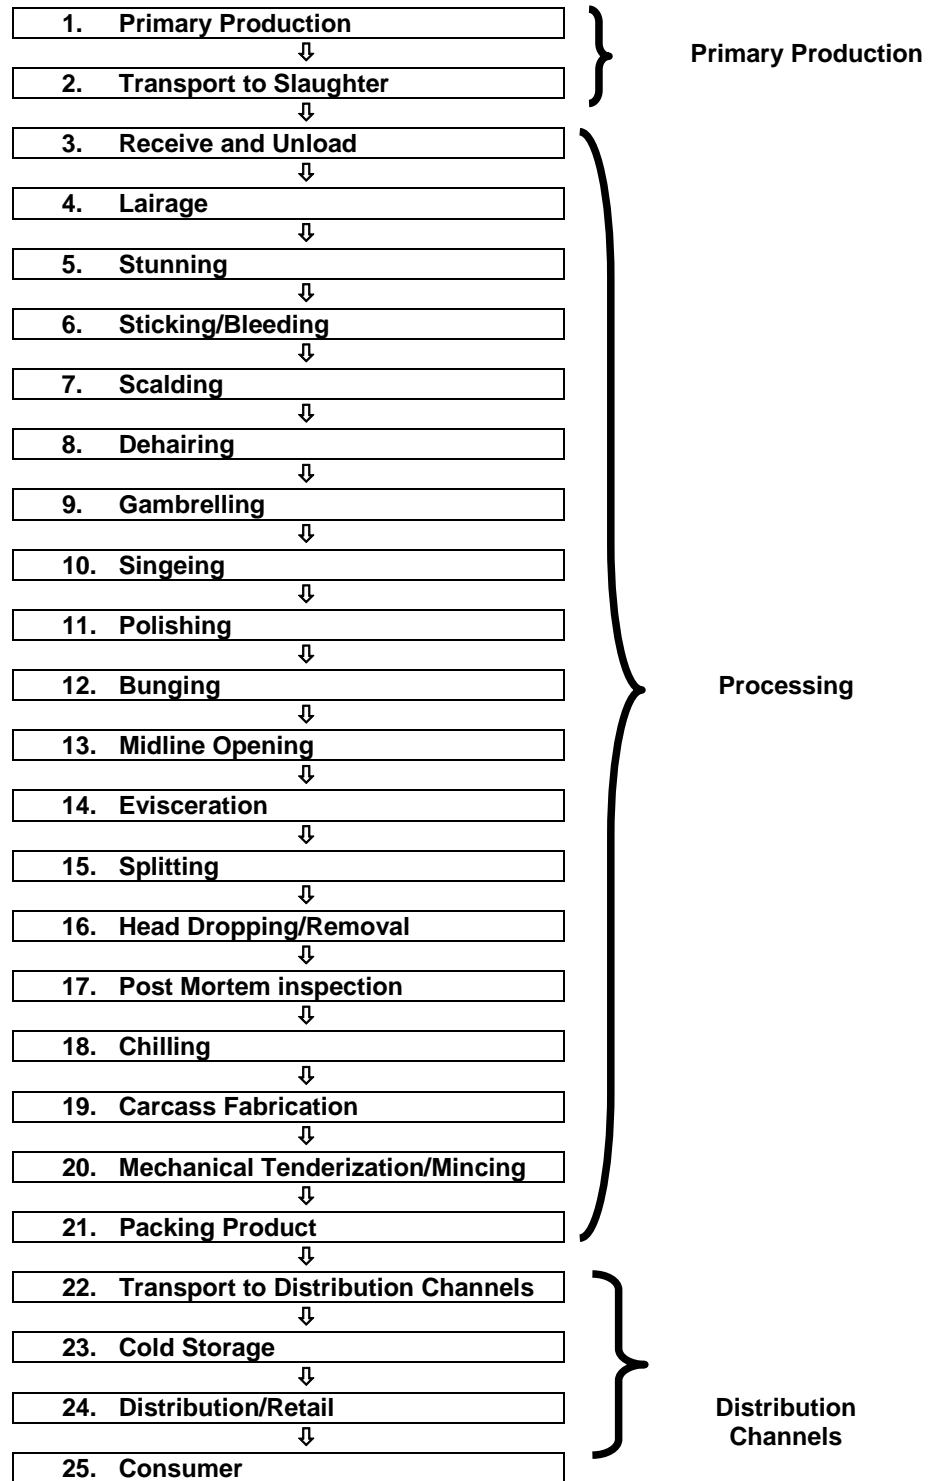 1. Primary Production
Primary Production
2. Transport to Slaughter
3. Receive and Unload
4. Lairage
5. Stunning
6. Sticking/Bleeding
7. Scalding
8. Dehairing
9. Gambrelling
10. Singeing
11. Polishing
12. Bunging
Processing
13. Midline Opening
14. Evisceration
15. Splitting
16. Head Dropping/Removal
17. Post Mortem inspection
18. Chilling
19. Carcass Fabrication
20. Mechanical Tenderization/Mincing
21. Packing Product
22. Transport to Distribution Channels
23. Cold Storage
24. Distribution/Retail
Distribution
Channels
25. Consumer